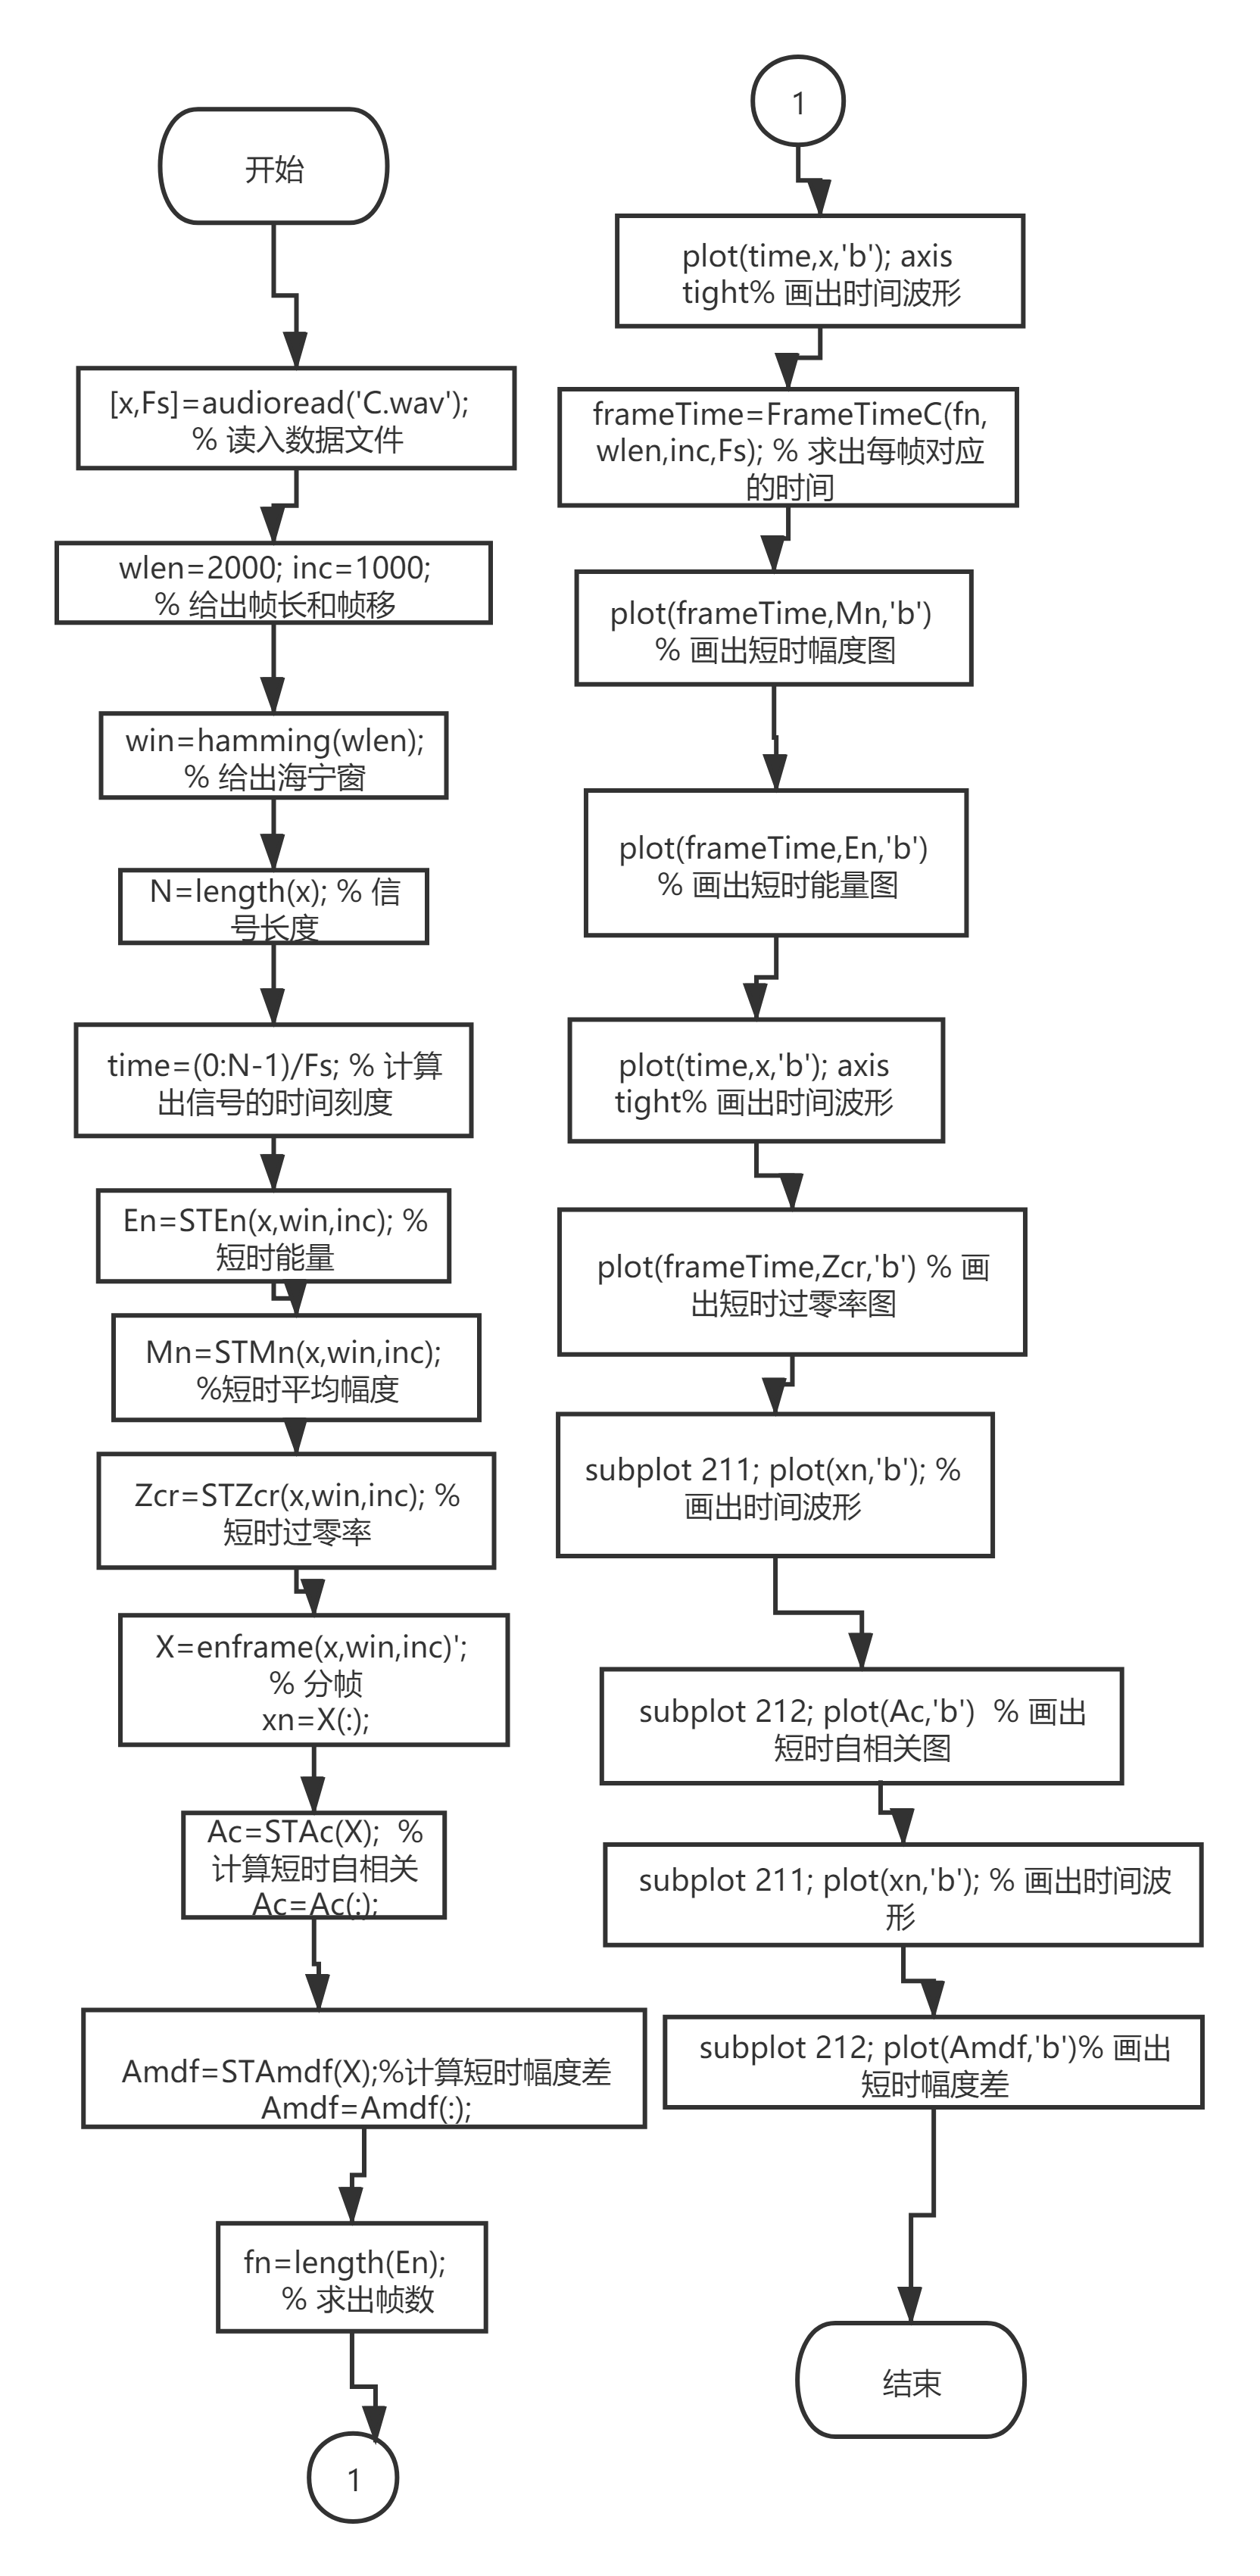 开始
[x,Fs]=audioread('C.wav');
% 读入数据文件
wlen=2000; inc=1000;
% 给出帧长和帧移
win=hamming(wlen);
% 给出海宁窗
N=length(x); % 信
号长度
time=(0:N-1)/Fs; % 计算
出信号的时间刻度
En=STEn(x,win,inc); %
短时能量
Mn=STMn(x,win,inc);
%短时平均幅度
Zcr=STZcr(x,win,inc); %
短时过零率
X=enframe(x,win,inc)';
% 分帧
xn=X(:);
Ac=STAc(X);  %
计算短时自相关
Ac=Ac(:);
Amdf=STAmdf(X);%计算短时幅度差
Amdf=Amdf(:);
fn=length(En);
% 求出帧数
1
1
plot(time,x,'b'); axis
tight% 画出时间波形
frameTime=FrameTimeC(fn,
wlen,inc,Fs); % 求出每帧对应
的时间
plot(frameTime,Mn,'b')
% 画出短时幅度图
plot(frameTime,En,'b')
% 画出短时能量图
plot(time,x,'b'); axis
tight% 画出时间波形
plot(frameTime,Zcr,'b') % 画
出短时过零率图
subplot 211; plot(xn,'b'); %
画出时间波形
subplot 212; plot(Ac,'b')  % 画出
短时自相关图
subplot 211; plot(xn,'b'); % 画出时间波
形
subplot 212; plot(Amdf,'b')% 画出
短时幅度差
结束